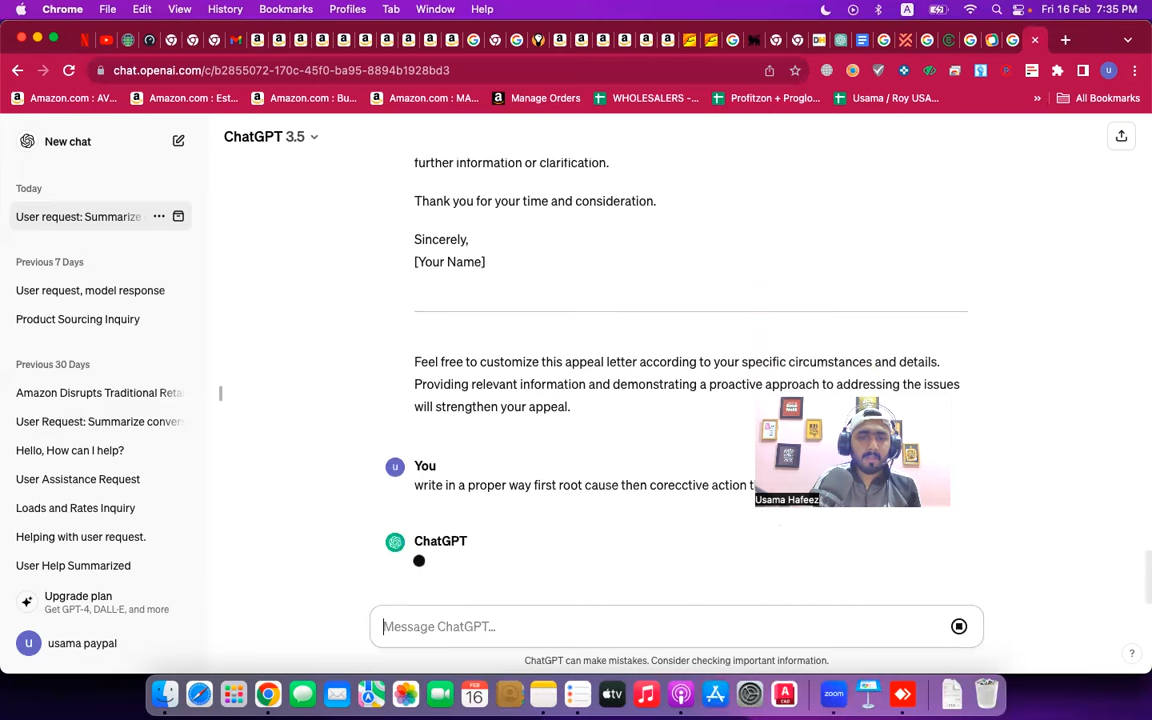 Chrome File Edit View History Bookmarks Profiles Tab Window Help
A Fri 16 Feb 7:35 PM
chat.openai.com/c/b2855072-170c-45f0-ba95-8894b1928bd3
Amazon.com : AV... Amazon.com : Est... Amazon.com : Bu... Amazon.com : MA... Manage Orders WHOLESALERS -... Profitzon + Proglo... Usama / Roy USA... » All Bookmarks
New chat
ChatGPT 3.5
Today
User request: Summarize
Previous 7 Days
User request, model response
Product Sourcing Inquiry
Previous 30 Days
Amazon Disrupts Traditional Reta
User Request: Summarize conver
Hello, How can I help?
User Assistance Request
Loads and Rates Inquiry
Helping with user request.
User Help Summarized
Upgrade plan
Get GPT-4, DALL·E, and more
u usama paypal
further information or clarification.
Thank you for your time and consideration.
Sincerely,
[Your Name]
Feel free to customize this appeal letter according to your specific circumstances and details.
Providing relevant information and demonstrating a proactive approach to addressing the issues
will strengthen your appeal.
u You
write in a proper way first root cause then corecctive action t
Usama Hafeez
ChatGPT
Message ChatGPT...
ChatGPT can make mistakes. Consider checking important information.
?
FEB
16
tv
zoom